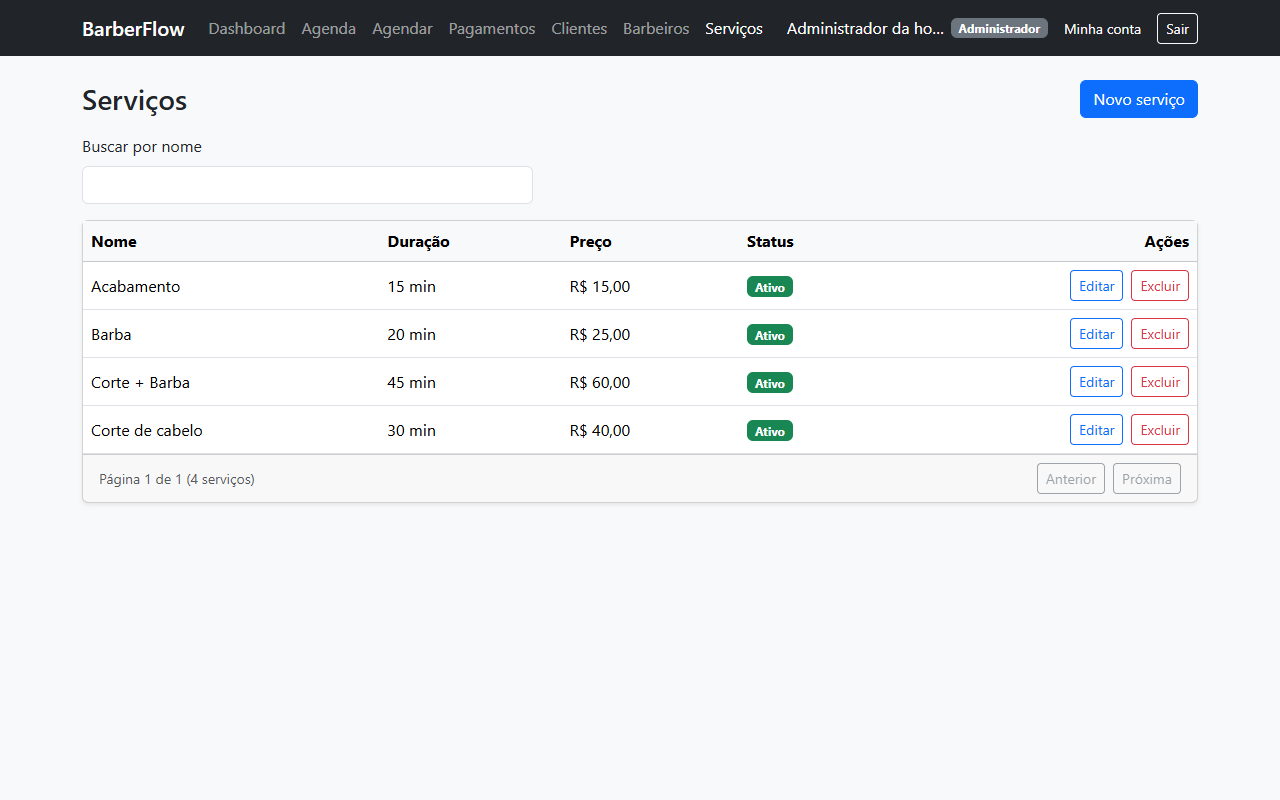 BarberFlow Dashboard Agenda Agendar Pagamentos Clientes Barbeiros Serviços Administrador da ho... Administrador Minha conta Sair
Serviços Novo serviço
Buscar por nome
Nome Duração Preço Status Ações
Acabamento 15 min R$ 15,00 Ativo Editar Excluir
Barba 20 min R$ 25,00 Ativo Editar Excluir
Corte + Barba 45 min R$ 60,00 Ativo Editar Excluir
Corte de cabelo 30 min R$ 40,00 Ativo Editar Excluir
Página 1 de 1 (4 serviços) Anterior Próxima